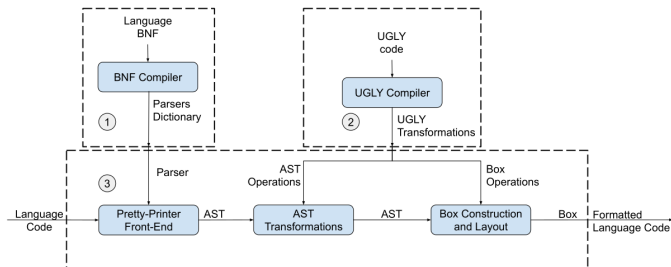 Language
BNF
BNF Compiler
Parsers
Dictionary
1
UGLY
code
UGLY Compiler
UGLY
Transformations
2
3
Parser
AST
Operations
Box
Operations
Language
Code
Pretty-Printer
Front-End
AST
AST
Transformations
AST
Box Construction
and Layout
Box
Formatted
Language Code